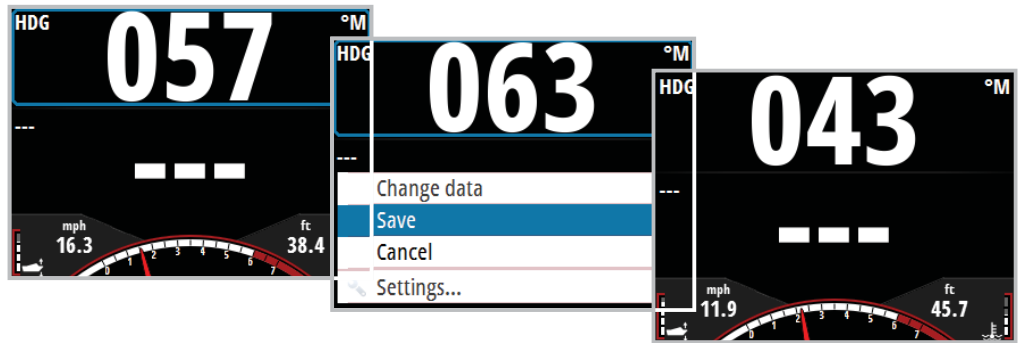 HDG 057 °M
---
--- 
mph ft
16.3 38.4
0 1 2 3 4 5 6 7
HDG 063 °M
---
Change data
Save
Cancel
Settings...
HDG 043 °M
---
---
mph ft
11.9 45.7
0 1 2 3 4 5 6 7